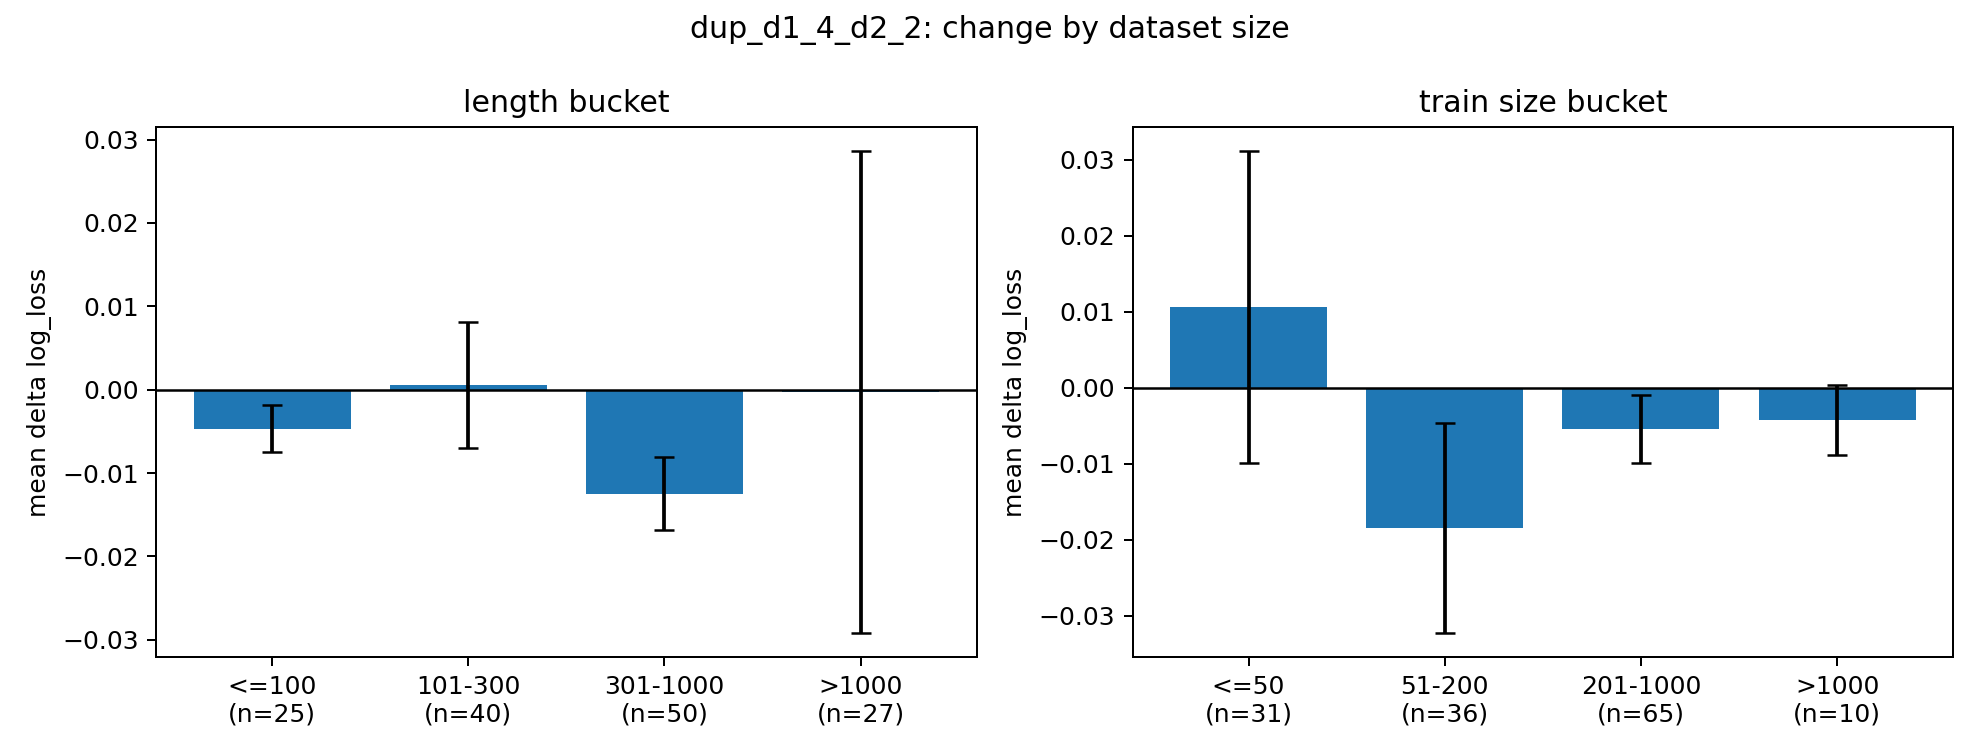 dup_d1_4_d2_2: change by dataset size
length bucket
mean delta log_loss
0.03
0.02
0.01
0.00
−0.01
−0.02
−0.03
<=100
(n=25)
101-300
(n=40)
301-1000
(n=50)
>1000
(n=27)
train size bucket
mean delta log_loss
0.03
0.02
0.01
0.00
−0.01
−0.02
−0.03
<=50
(n=31)
51-200
(n=36)
201-1000
(n=65)
>1000
(n=10)